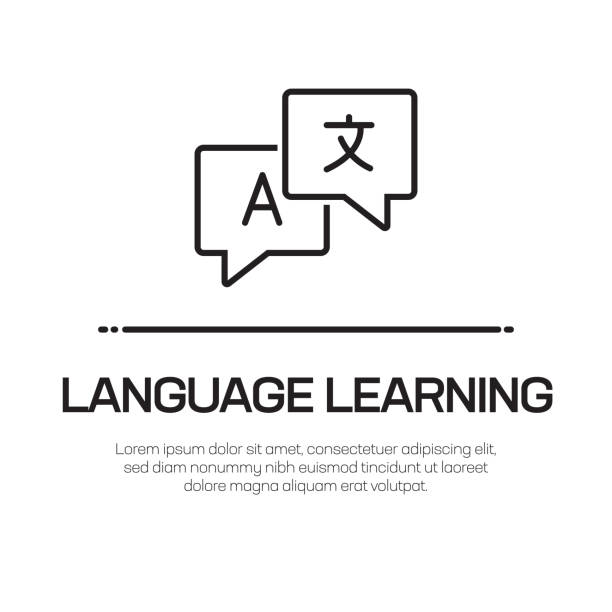 文
A
LANGUAGE LEARNING
Lorem ipsum dolor sit amet, consectetuer adipiscing elit,
sed diam nonummy nibh euismod tincidunt ut laoreet
dolore magna aliquam erat volutpat.